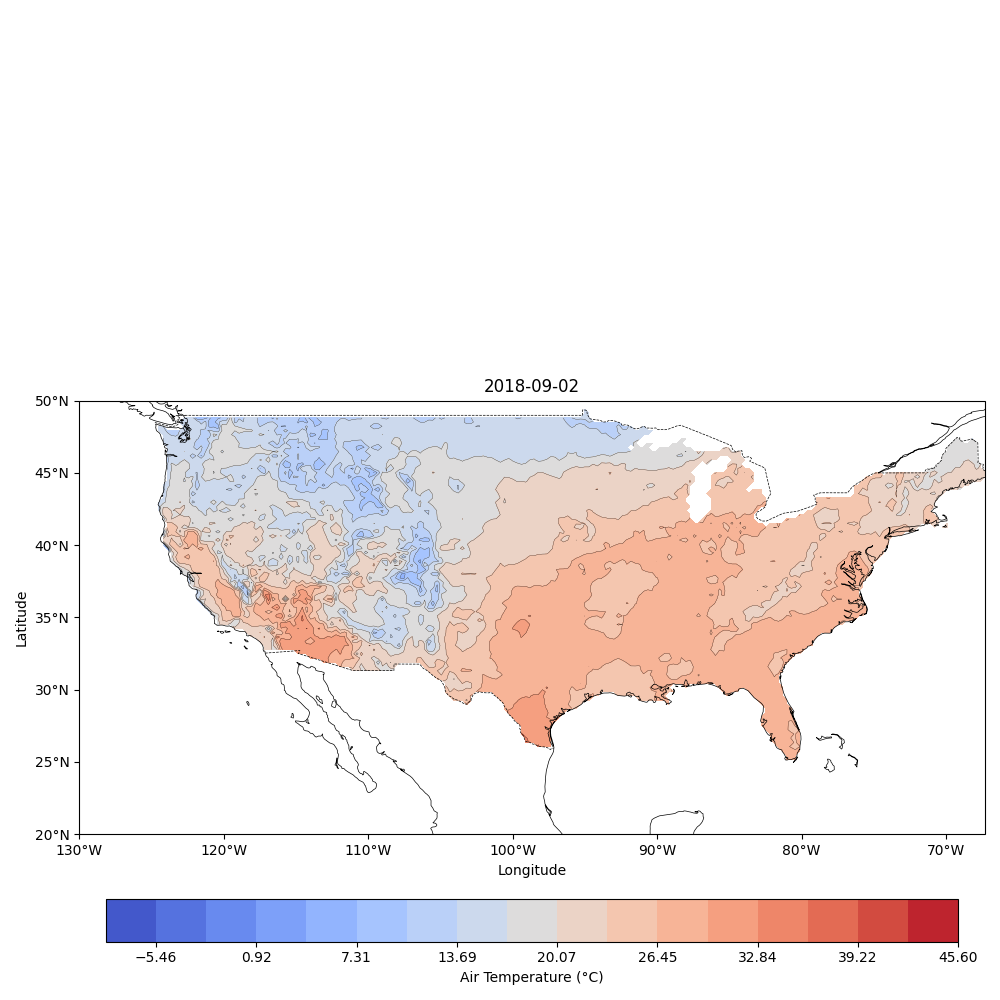 2018-09-02
50°N
45°N
40°N
35°N
30°N
25°N
20°N
Latitude
130°W 120°W 110°W 100°W 90°W 80°W 70°W
Longitude
−5.46 0.92 7.31 13.69 20.07 26.45 32.84 39.22 45.60
Air Temperature (°C)